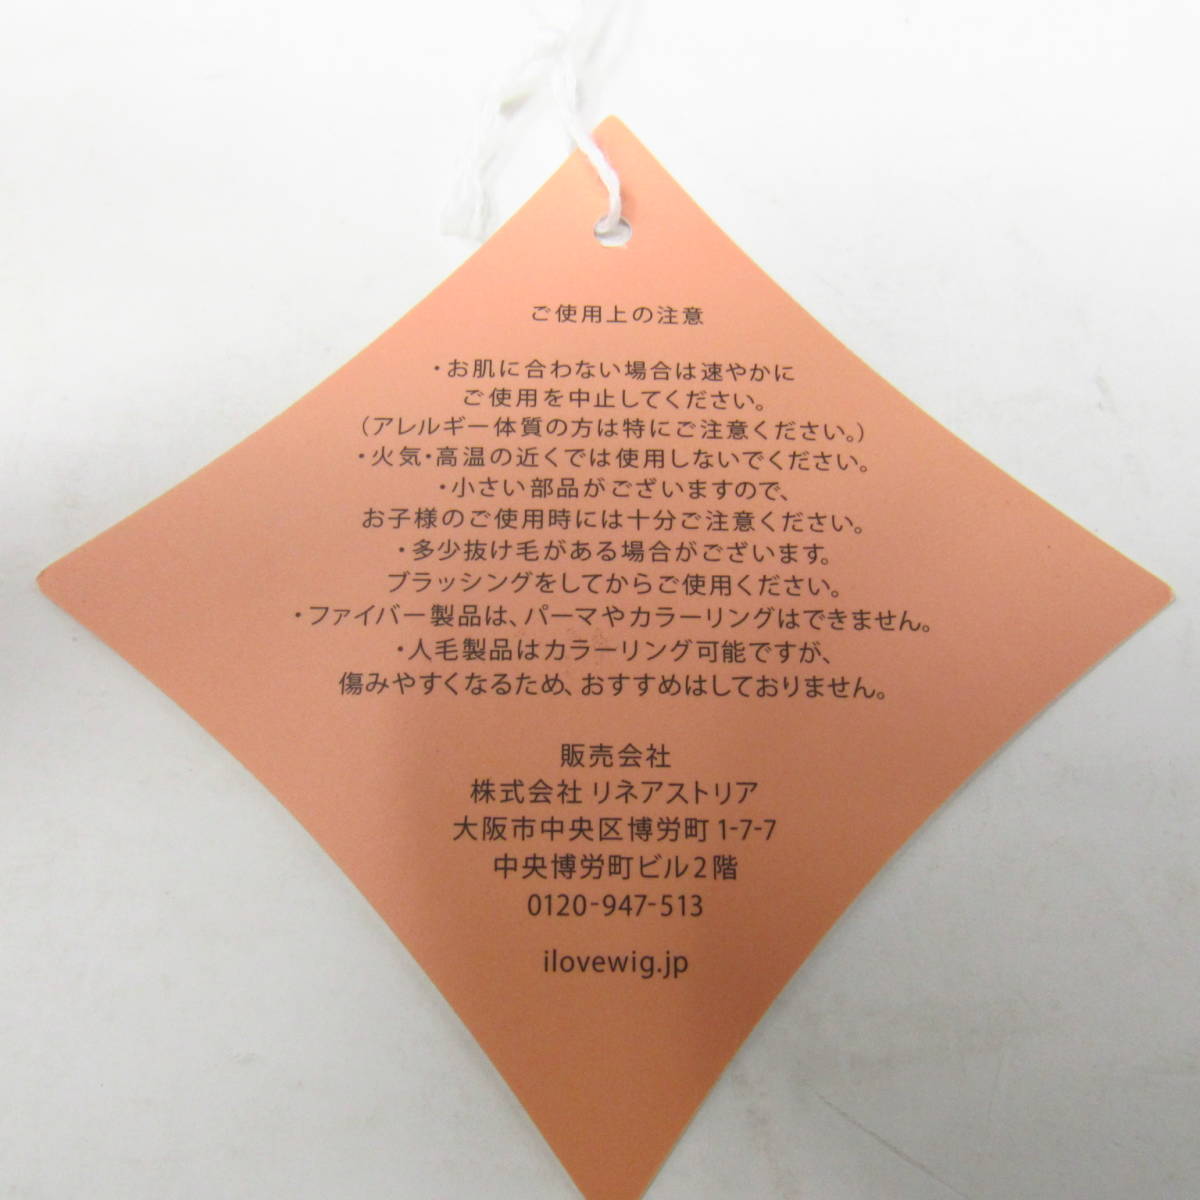 ご使用上の注意
・お肌に合わない場合は速やかに
ご使用を中止してください。
（アレルギー体質の方は特にご注意ください。）
・火気・高温の近くでは使用しないでください。
・小さい部品がございますので、
お子様のご使用時には十分ご注意ください。
・多少抜け毛がある場合がございます。
ブラッシングをしてからご使用ください。
・ファイバー製品は、パーマやカラーリングはできません。
・人毛製品はカラーリング可能ですが、
傷みやすくなるため、おすすめはしておりません。
販売会社
株式会社 リネアストリア
大阪市中央区博労町 1-7-7
中央博労町ビル2階
0120-947-513
ilovewig.jp